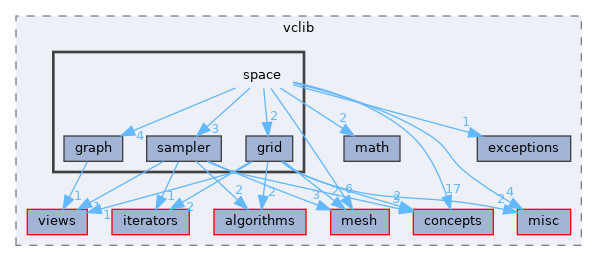 vclib
space
4
3
2
2
1
graph
sampler
grid
math
exceptions
1
1
1
1
2
2
2
3
6
2
3
17
4
2
views
iterators
algorithms
mesh
concepts
misc